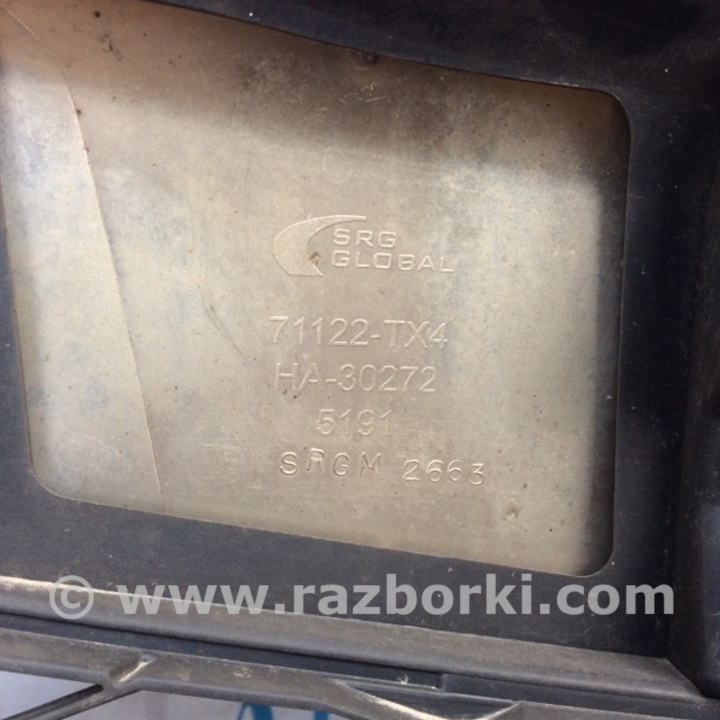 SRG
GLOBAL
71122-TX4
HA-30272
5191
SRGM 2663
© www.razborki.com